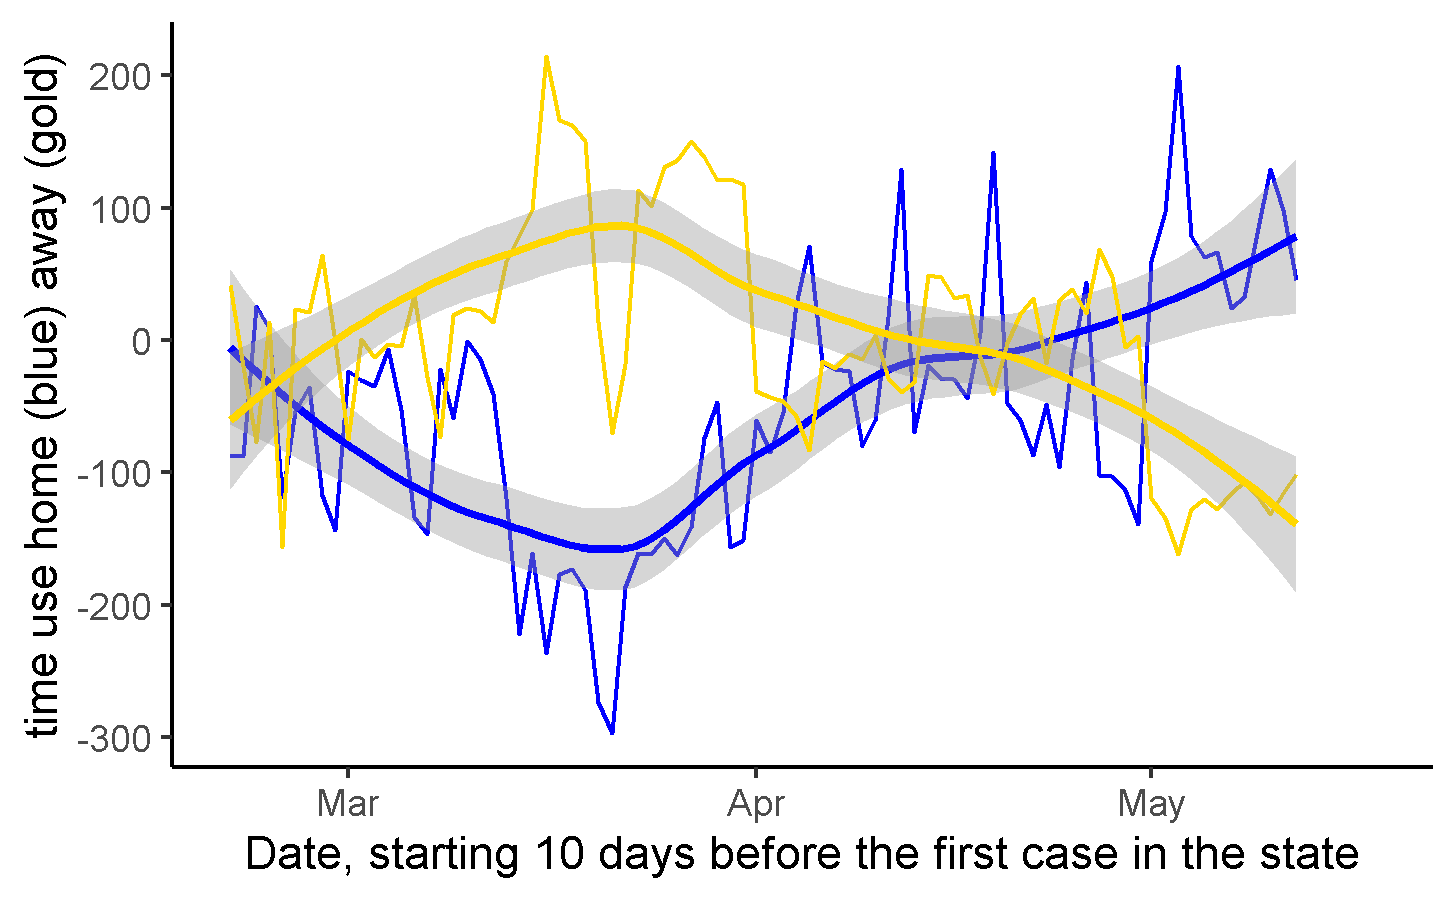 time use home (blue) away (gold)
200
100
0
-100
-200
-300
Mar
Apr
May
Date, starting 10 days before the first case in the state